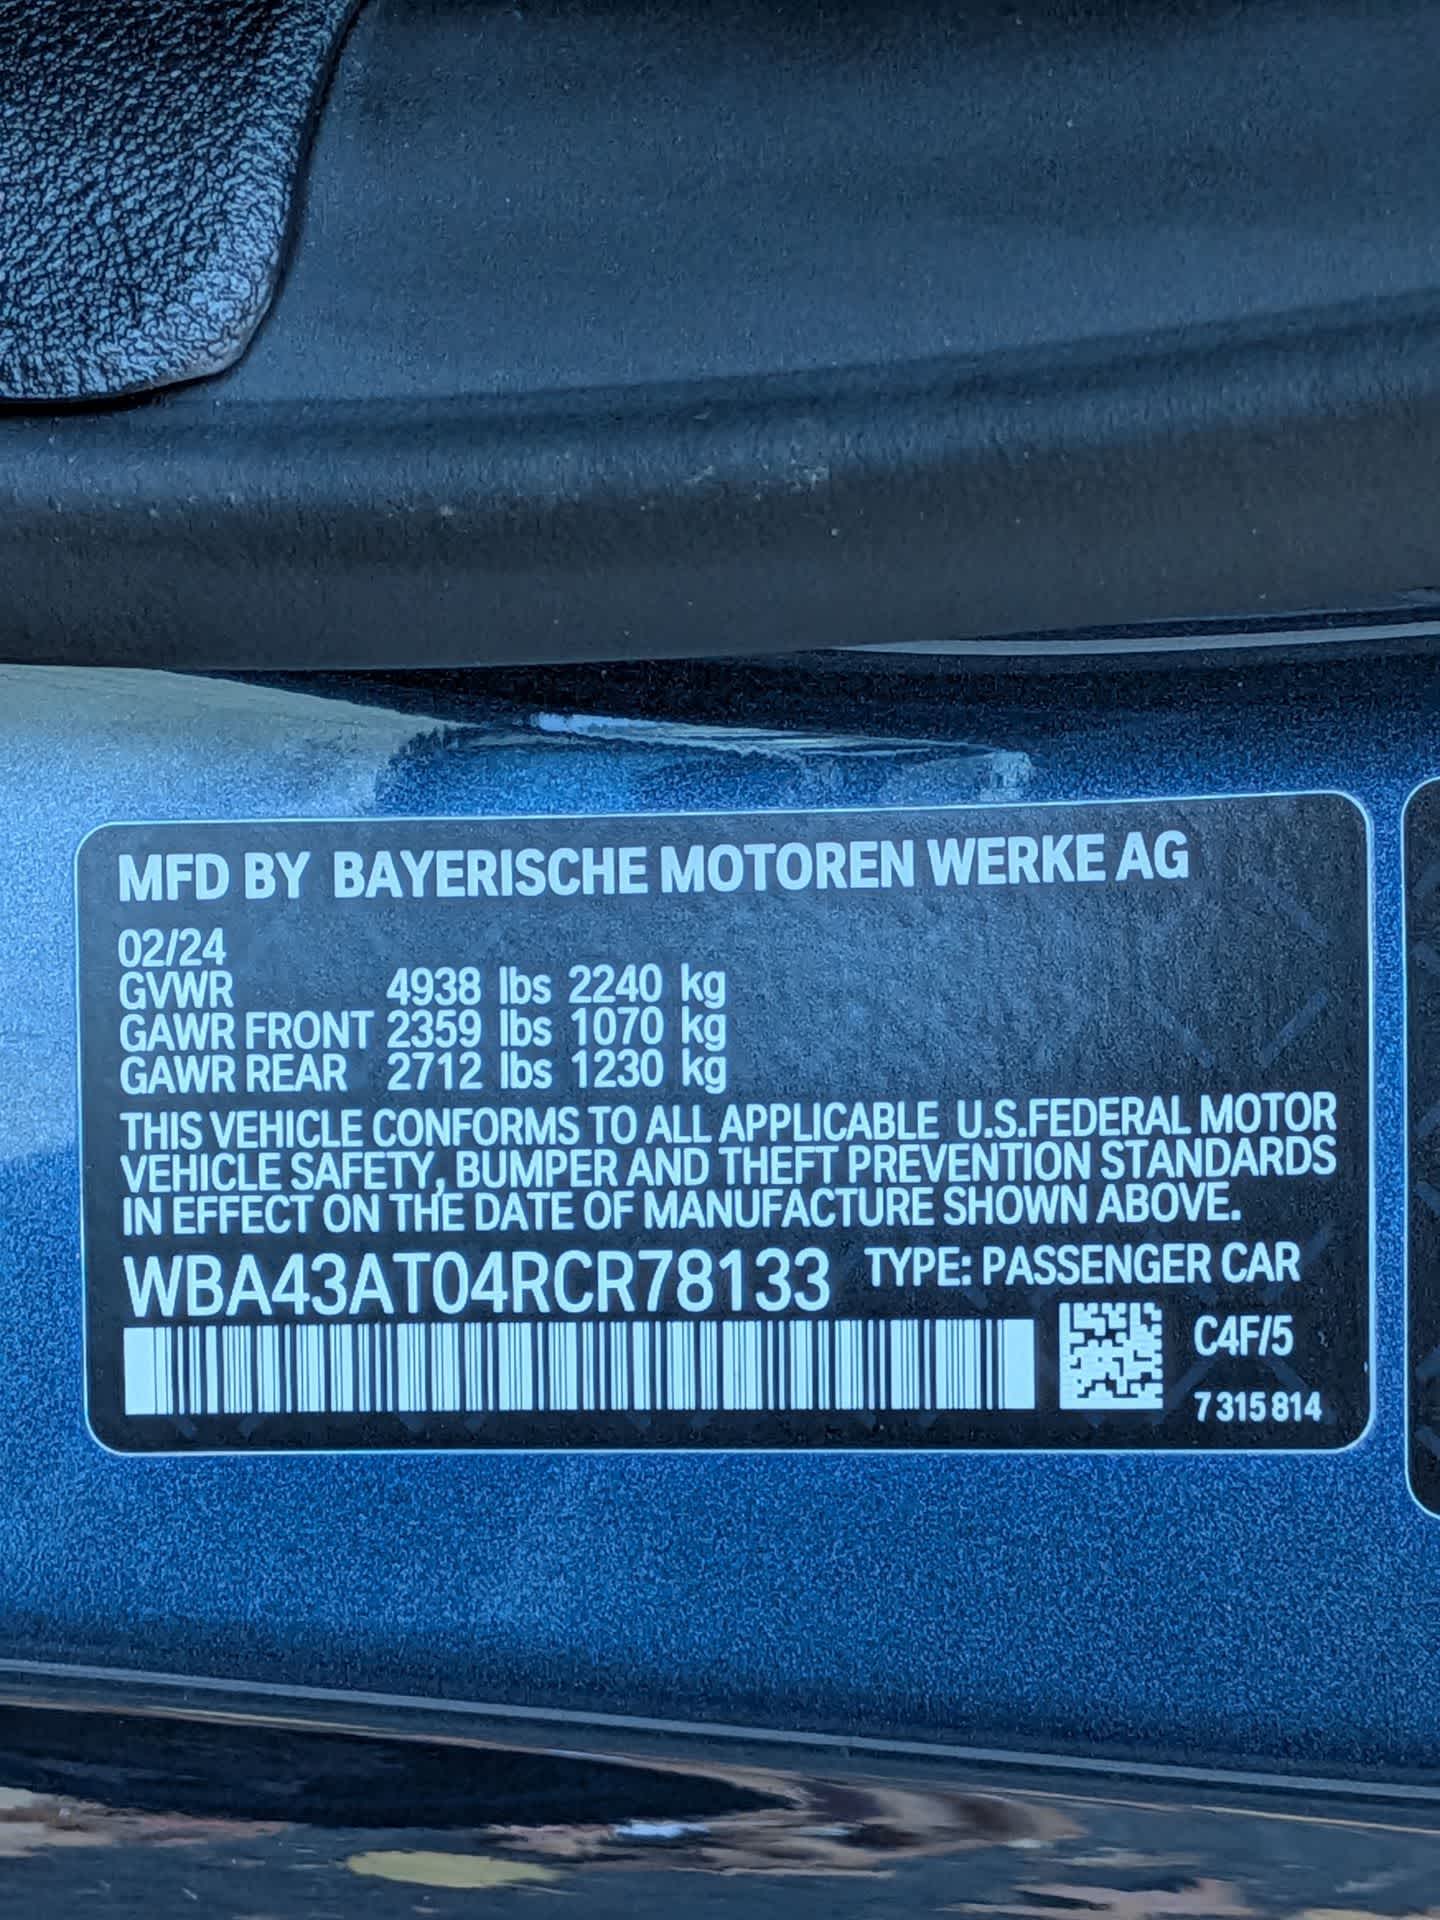 MFD BY BAYERISCHE MOTOREN WERKE AG
02/24
GVWR 4938 lbs 2240 kg
GAWR FRONT 2359 lbs 1070 kg
GAWR REAR 2712 lbs 1230 kg
THIS VEHICLE CONFORMS TO ALL APPLICABLE U.S.FEDERAL MOTOR
VEHICLE SAFETY, BUMPER AND THEFT PREVENTION STANDARDS
IN EFFECT ON THE DATE OF MANUFACTURE SHOWN ABOVE.
WBA43AT04RCR78133 TYPE: PASSENGER CAR
C4F/5
7 315 814